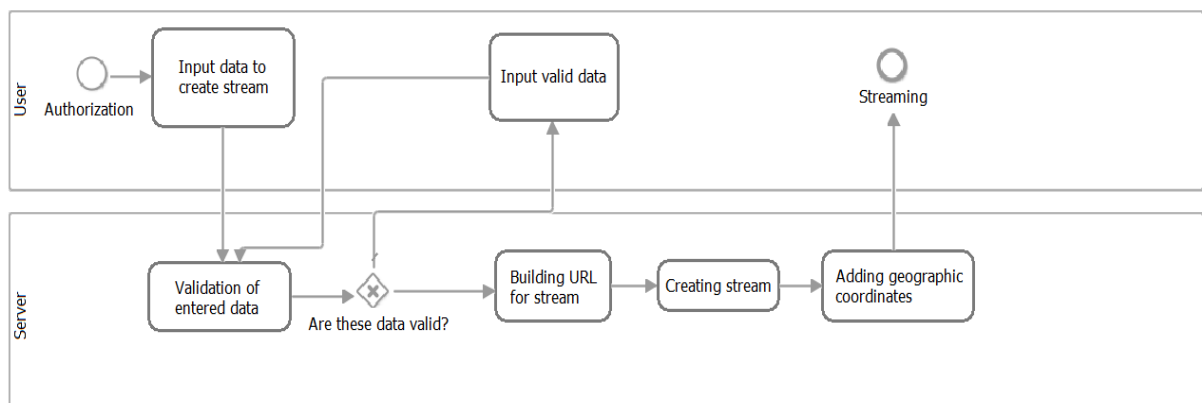 User
Authorization
Input data to
create stream
Input valid data
Streaming
Server
Validation of
entered data
Are these data valid?
Building URL
for stream
Creating stream
Adding geographic
coordinates